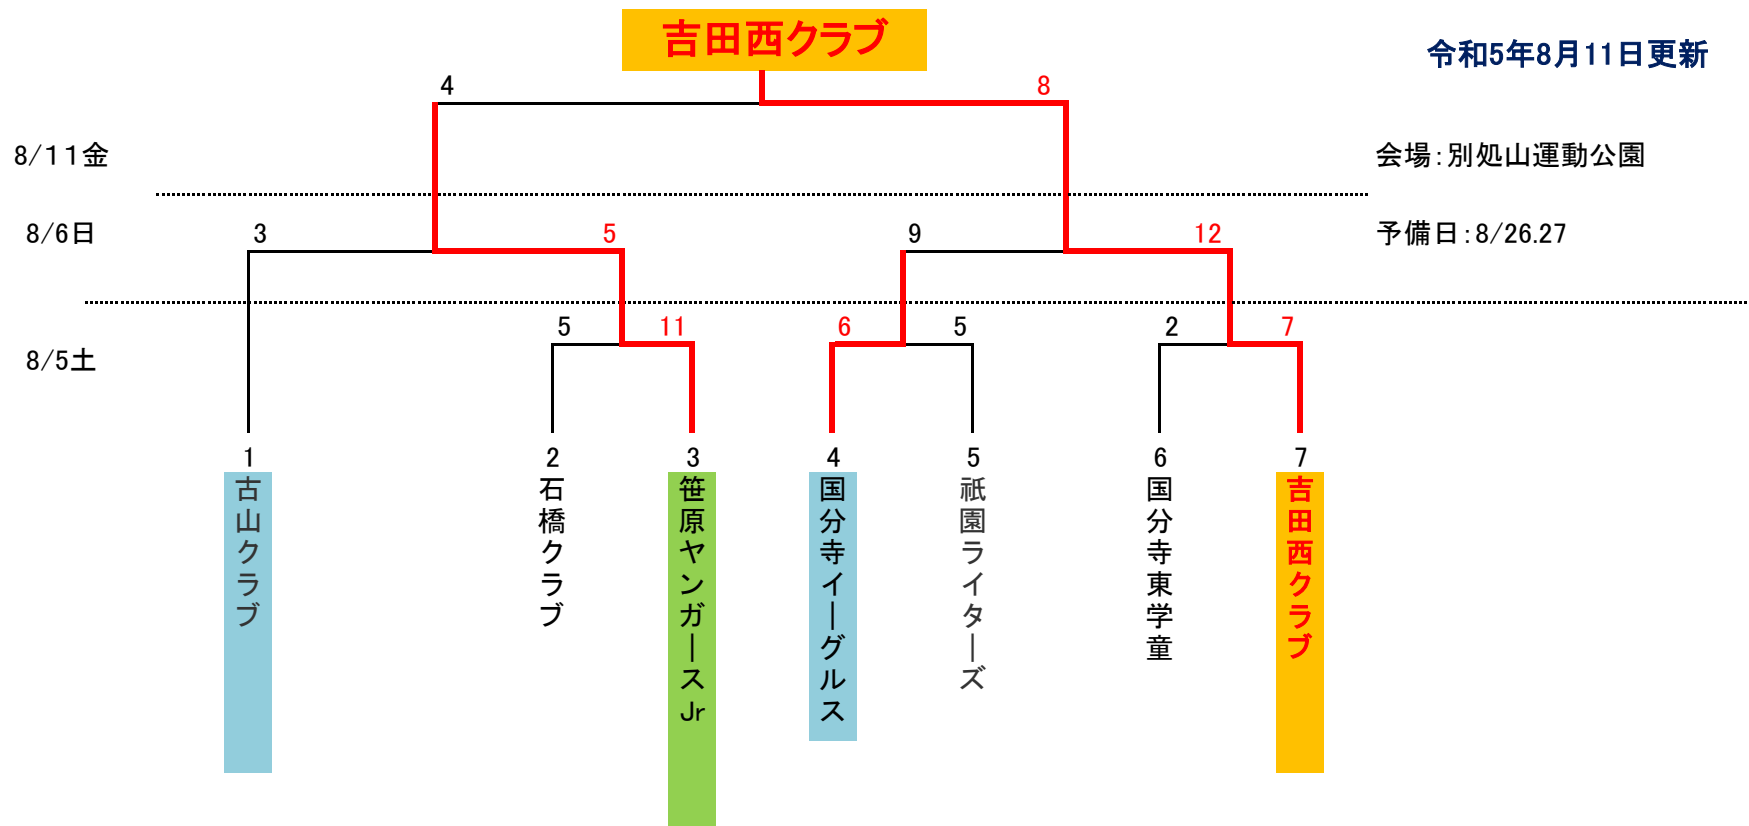 吉田西クラブ
令和5年8月11日更新
4
8
8/11金
会場：別処山運動公園
8/6日
3
5
9
12
予備日：8/26.27
5
11
6
5
2
7
8/5土
1
2
3
4
5
6
7
古山クラブ
石橋クラブ
笹原ヤンガースJr
国分寺イーグルス
祇園ライターズ
国分寺東学童
吉田西クラブ